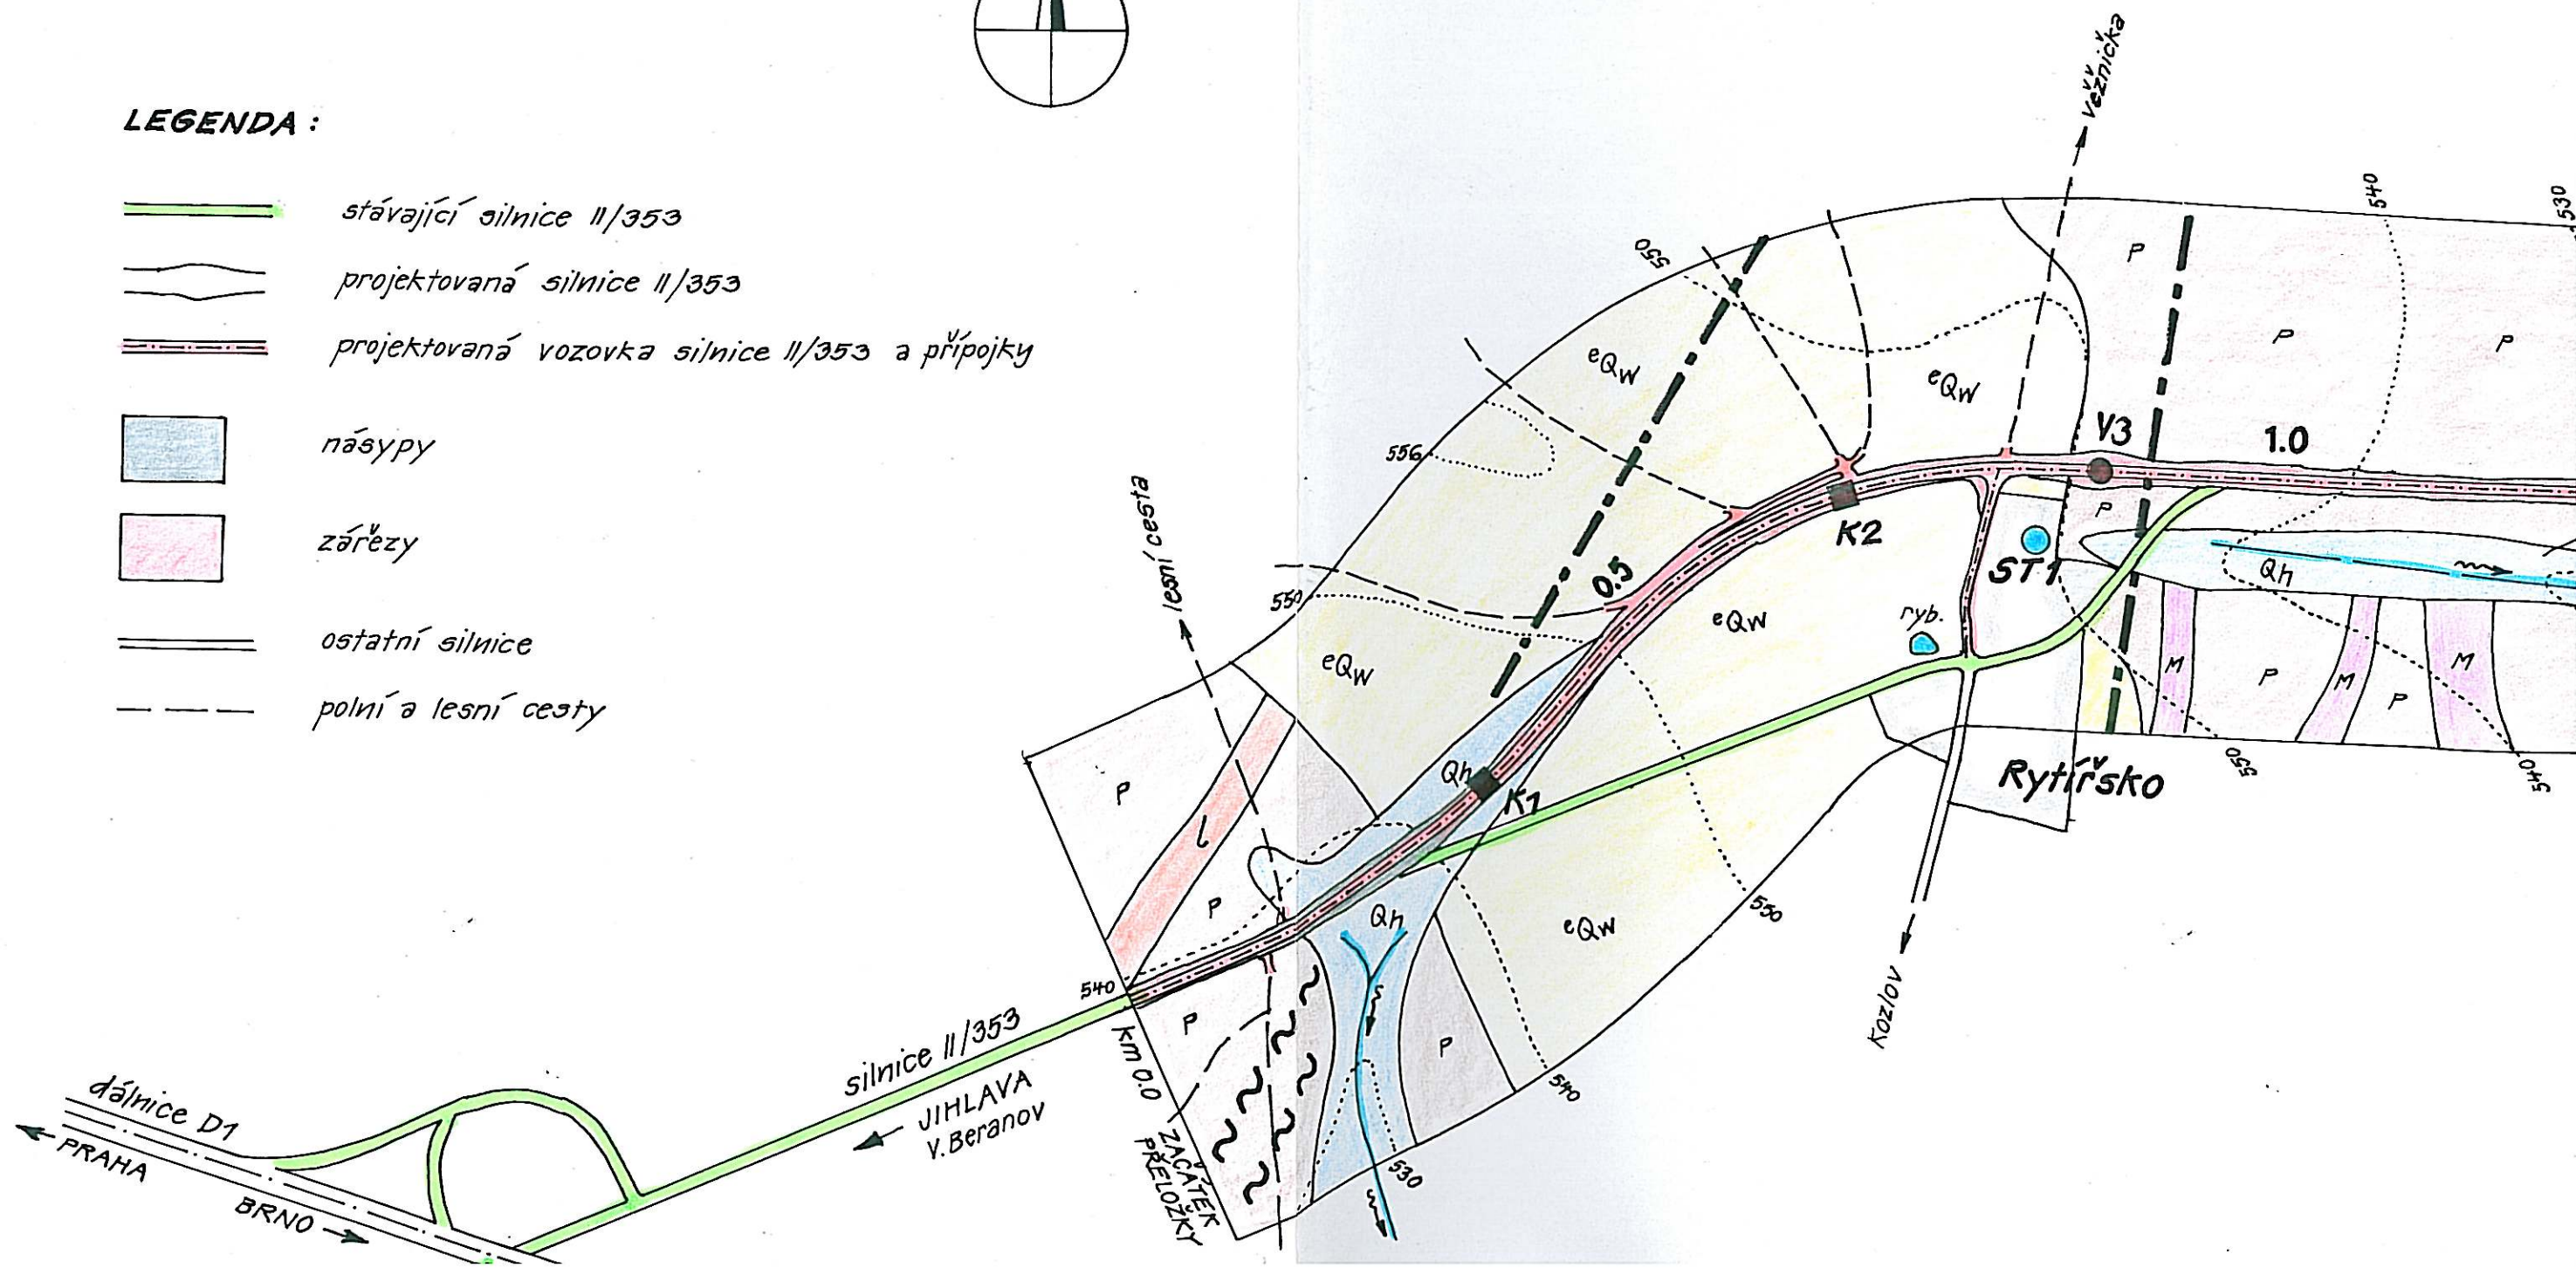 LEGENDA :
stávající silnice II/353
projektovaná silnice II/353
projektovaná vozovka silnice II/353 a přípojky
násypy
zářezy
ostatní silnice
polní a lesní cesty
Věžnička
540
530
550
P
P
P
eQw
eQw
556
V3
1.0
K2
P
lesní cesta
0.5
ST1
Qh
550
eQw
ryb.
eQw
M
P
M
P
M
Rytířsko
550
540
P
Qh
K1
L
P
Qh
eQw
550
540
P
P
Kozlov
km 0.0
ZAČÁTEK
PŘELOŽKY
540
530
silnice II/353
JIHLAVA
V. Beranov
dálnice D1
PRAHA
BRNO